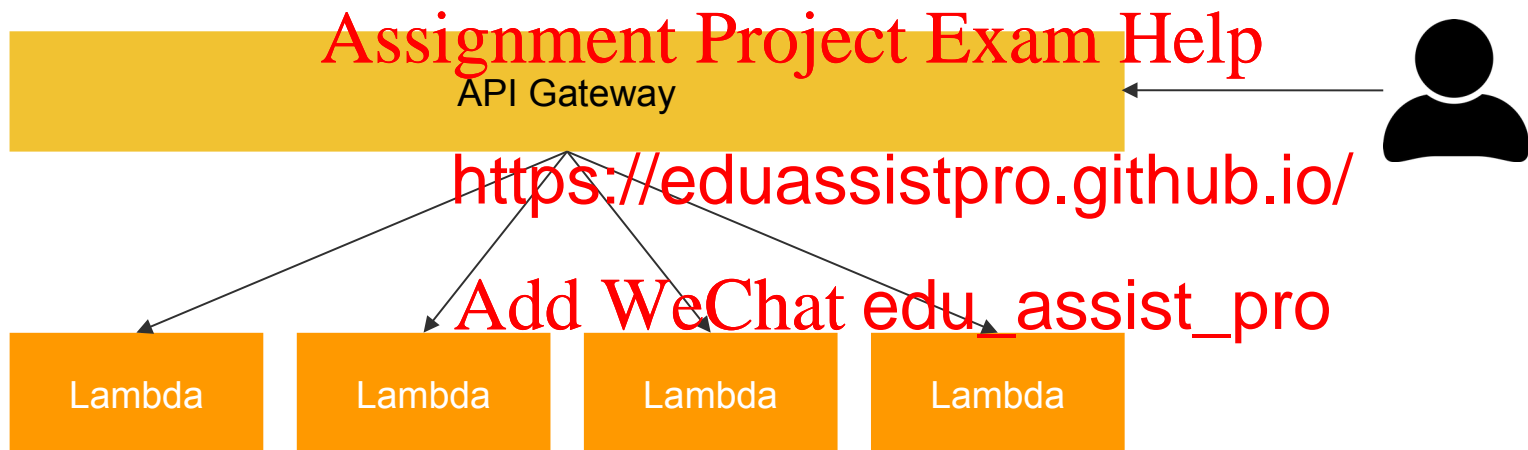 Assignment Project Exam Help
API Gateway
https://eduassistpro.github.io/
Add WeChat edu_assist_pro
Lambda
Lambda
Lambda
Lambda